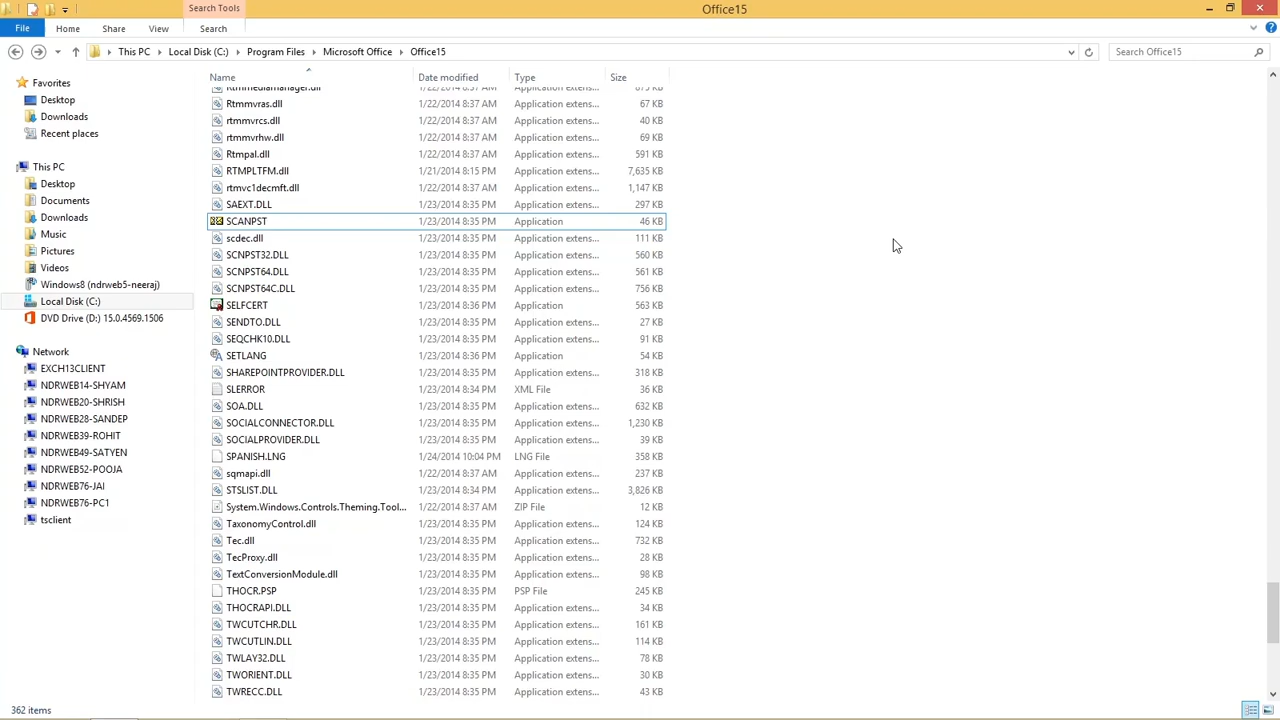 Search Tools
Office15
File Home Share View Search
This PC Local Disk (C:) Program Files Microsoft Office Office15
Search Office15
Name Date modified Type Size
Favorites
Desktop
Downloads
Recent places
This PC
Desktop
Documents
Downloads
Music
Pictures
Videos
Windows8 (ndrweb5-neeraj)
Local Disk (C:)
DVD Drive (D:) 15.0.4569.1506
Network
EXCH13CLIENT
NDRWEB14-SHYAM
NDRWEB20-SHRISH
NDRWEB28-SANDEP
NDRWEB39-ROHIT
NDRWEB49-SATYEN
NDRWEB52-POOJA
NDRWEB76-JAI
NDRWEB76-PC1
tsclient
Rtmmediamanager.dll 1/22/2014 8:37 AM Application extens... 675 KB
Rtmmvras.dll 1/22/2014 8:37 AM Application extens... 67 KB
rtmmvrcs.dll 1/22/2014 8:37 AM Application extens... 40 KB
rtmmvrhw.dll 1/22/2014 8:37 AM Application extens... 69 KB
Rtmpal.dll 1/22/2014 8:37 AM Application extens... 591 KB
RTMPLTFM.dll 1/21/2014 8:15 PM Application extens... 7,635 KB
rtmvc1decmft.dll 1/22/2014 8:37 AM Application extens... 1,147 KB
SAEXT.DLL 1/23/2014 8:35 PM Application extens... 297 KB
SCANPST 1/23/2014 8:35 PM Application 46 KB
scdec.dll 1/23/2014 8:35 PM Application extens... 111 KB
SCNPST32.DLL 1/23/2014 8:35 PM Application extens... 560 KB
SCNPST64.DLL 1/23/2014 8:35 PM Application extens... 561 KB
SCNPST64C.DLL 1/23/2014 8:35 PM Application extens... 756 KB
SELFCERT 1/23/2014 8:36 PM Application 563 KB
SENDTO.DLL 1/23/2014 8:35 PM Application extens... 27 KB
SEQCHK10.DLL 1/23/2014 8:35 PM Application extens... 91 KB
SETLANG 1/23/2014 8:36 PM Application 54 KB
SHAREPOINTPROVIDER.DLL 1/23/2014 8:35 PM Application extens... 318 KB
SLERROR 1/23/2014 8:34 PM XML File 36 KB
SOA.DLL 1/23/2014 8:35 PM Application extens... 632 KB
SOCIALCONNECTOR.DLL 1/23/2014 8:35 PM Application extens... 1,230 KB
SOCIALPROVIDER.DLL 1/23/2014 8:35 PM Application extens... 39 KB
SPANISH.LNG 1/24/2014 10:04 PM LNG File 358 KB
sqmapi.dll 1/22/2014 8:37 AM Application extens... 237 KB
STSLIST.DLL 1/23/2014 8:34 PM Application extens... 3,826 KB
System.Windows.Controls.Theming.Tool... 1/22/2014 8:37 AM ZIP File 12 KB
TaxonomyControl.dll 1/23/2014 8:35 PM Application extens... 124 KB
Tec.dll 1/23/2014 8:35 PM Application extens... 732 KB
TecProxy.dll 1/23/2014 8:35 PM Application extens... 28 KB
TextConversionModule.dll 1/23/2014 8:35 PM Application extens... 98 KB
THOCR.PSP 1/23/2014 8:35 PM PSP File 245 KB
THOCRAPI.DLL 1/23/2014 8:35 PM Application extens... 34 KB
TWCUTCHR.DLL 1/23/2014 8:35 PM Application extens... 161 KB
TWCUTLIN.DLL 1/23/2014 8:35 PM Application extens... 114 KB
TWLAY32.DLL 1/23/2014 8:35 PM Application extens... 78 KB
TWORIENT.DLL 1/23/2014 8:35 PM Application extens... 30 KB
TWRECC.DLL 1/23/2014 8:35 PM Application extens... 43 KB
362 items